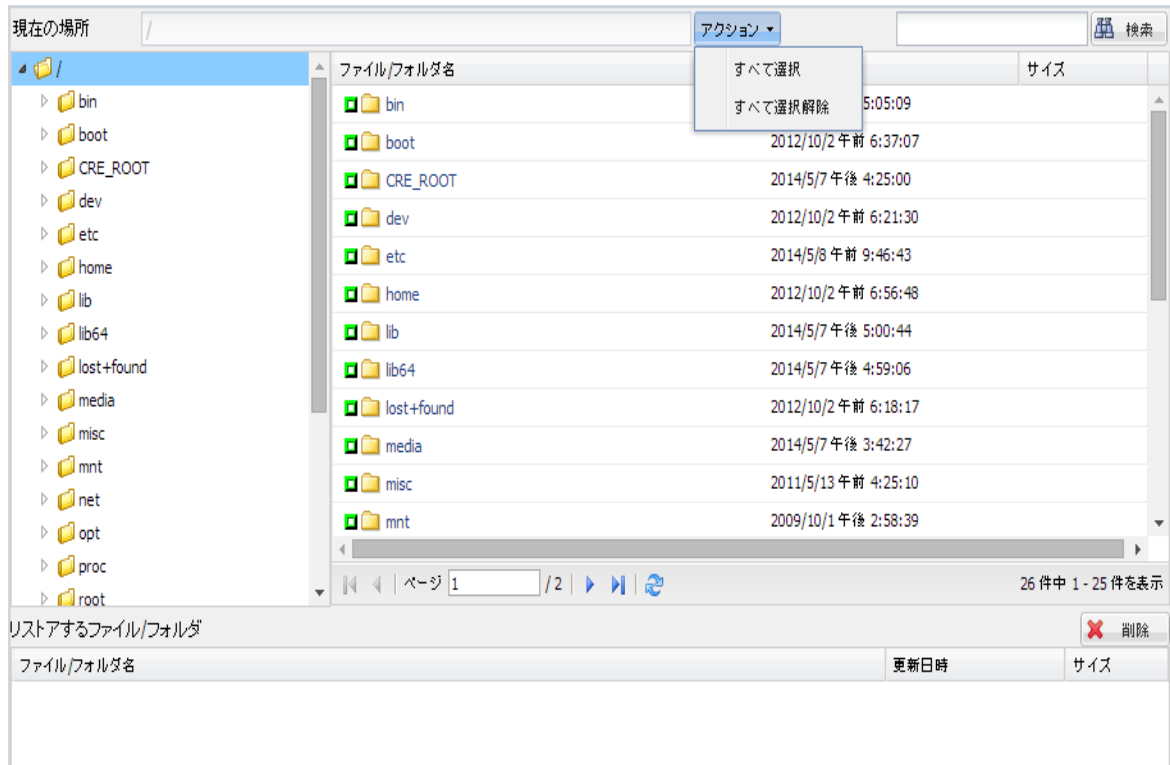 現在の場所 / アクション 検索
すべて選択
すべて選択解除
/
bin
boot
CRE_ROOT
dev
etc
home
lib
lib64
lost+found
media
misc
mnt
net
opt
proc
root
ファイル/フォルダ名 サイズ
bin 5:05:09
boot 2012/10/2 午前 6:37:07
CRE_ROOT 2014/5/7 午後 4:25:00
dev 2012/10/2 午前 6:21:30
etc 2014/5/8 午前 9:46:43
home 2012/10/2 午前 6:56:48
lib 2014/5/7 午後 5:00:44
lib64 2014/5/7 午後 4:59:06
lost+found 2012/10/2 午前 6:18:17
media 2014/5/7 午後 3:42:27
misc 2011/5/13 午前 4:25:10
mnt 2009/10/1 午後 2:58:39
ページ 1 / 2 26 件中 1 - 25 件を表示
リストアするファイル/フォルダ 削除
ファイル/フォルダ名 更新日時 サイズ